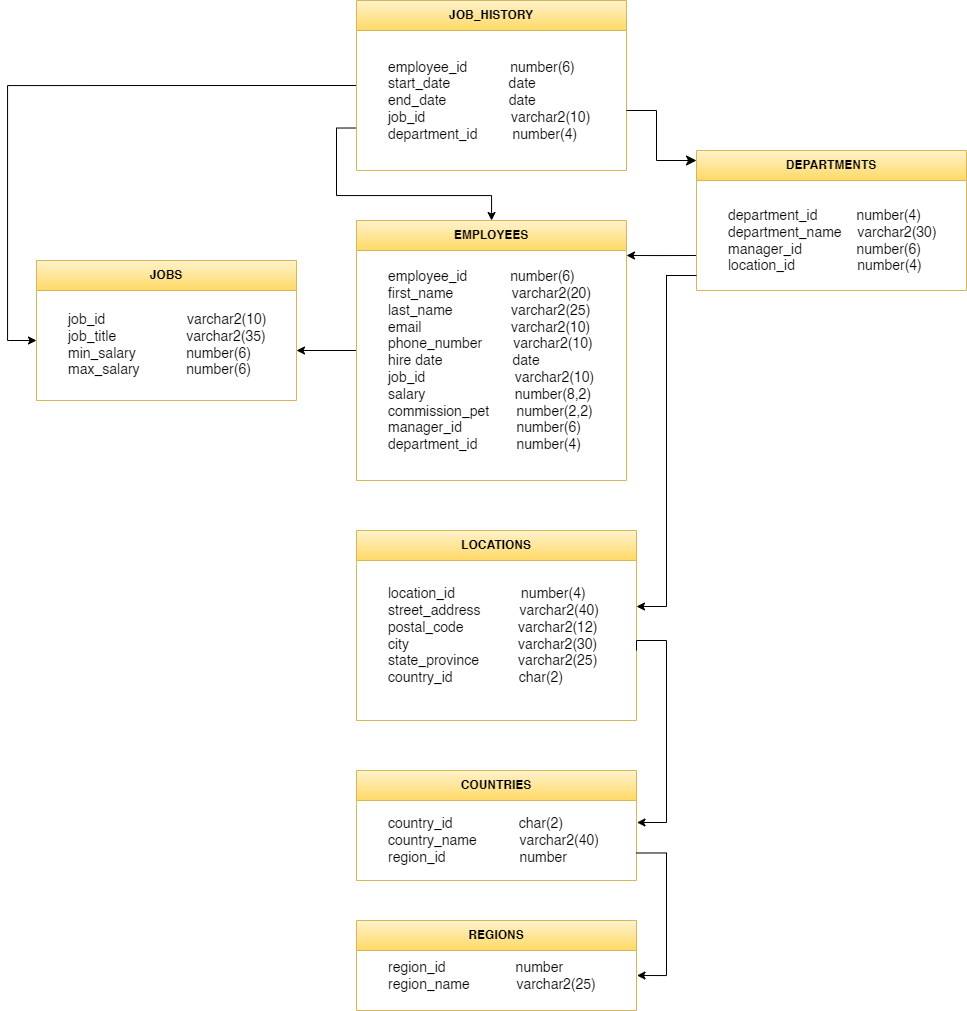 JOB_HISTORY
employee_id number(6)
start_date date
end_date date
job_id varchar2(10)
department_id number(4)
DEPARTMENTS
department_id number(4)
department_name varchar2(30)
manager_id number(6)
location_id number(4)
EMPLOYEES
employee_id number(6)
first_name varchar2(20)
last_name varchar2(25)
email varchar2(10)
phone_number varchar2(10)
hire date date
job_id varchar2(10)
salary number(8,2)
commission_pet number(2,2)
manager_id number(6)
department_id number(4)
JOBS
job_id varchar2(10)
job_title varchar2(35)
min_salary number(6)
max_salary number(6)
LOCATIONS
location_id number(4)
street_address varchar2(40)
postal_code varchar2(12)
city varchar2(30)
state_province varchar2(25)
country_id char(2)
COUNTRIES
country_id char(2)
country_name varchar2(40)
region_id number
REGIONS
region_id number
region_name varchar2(25)